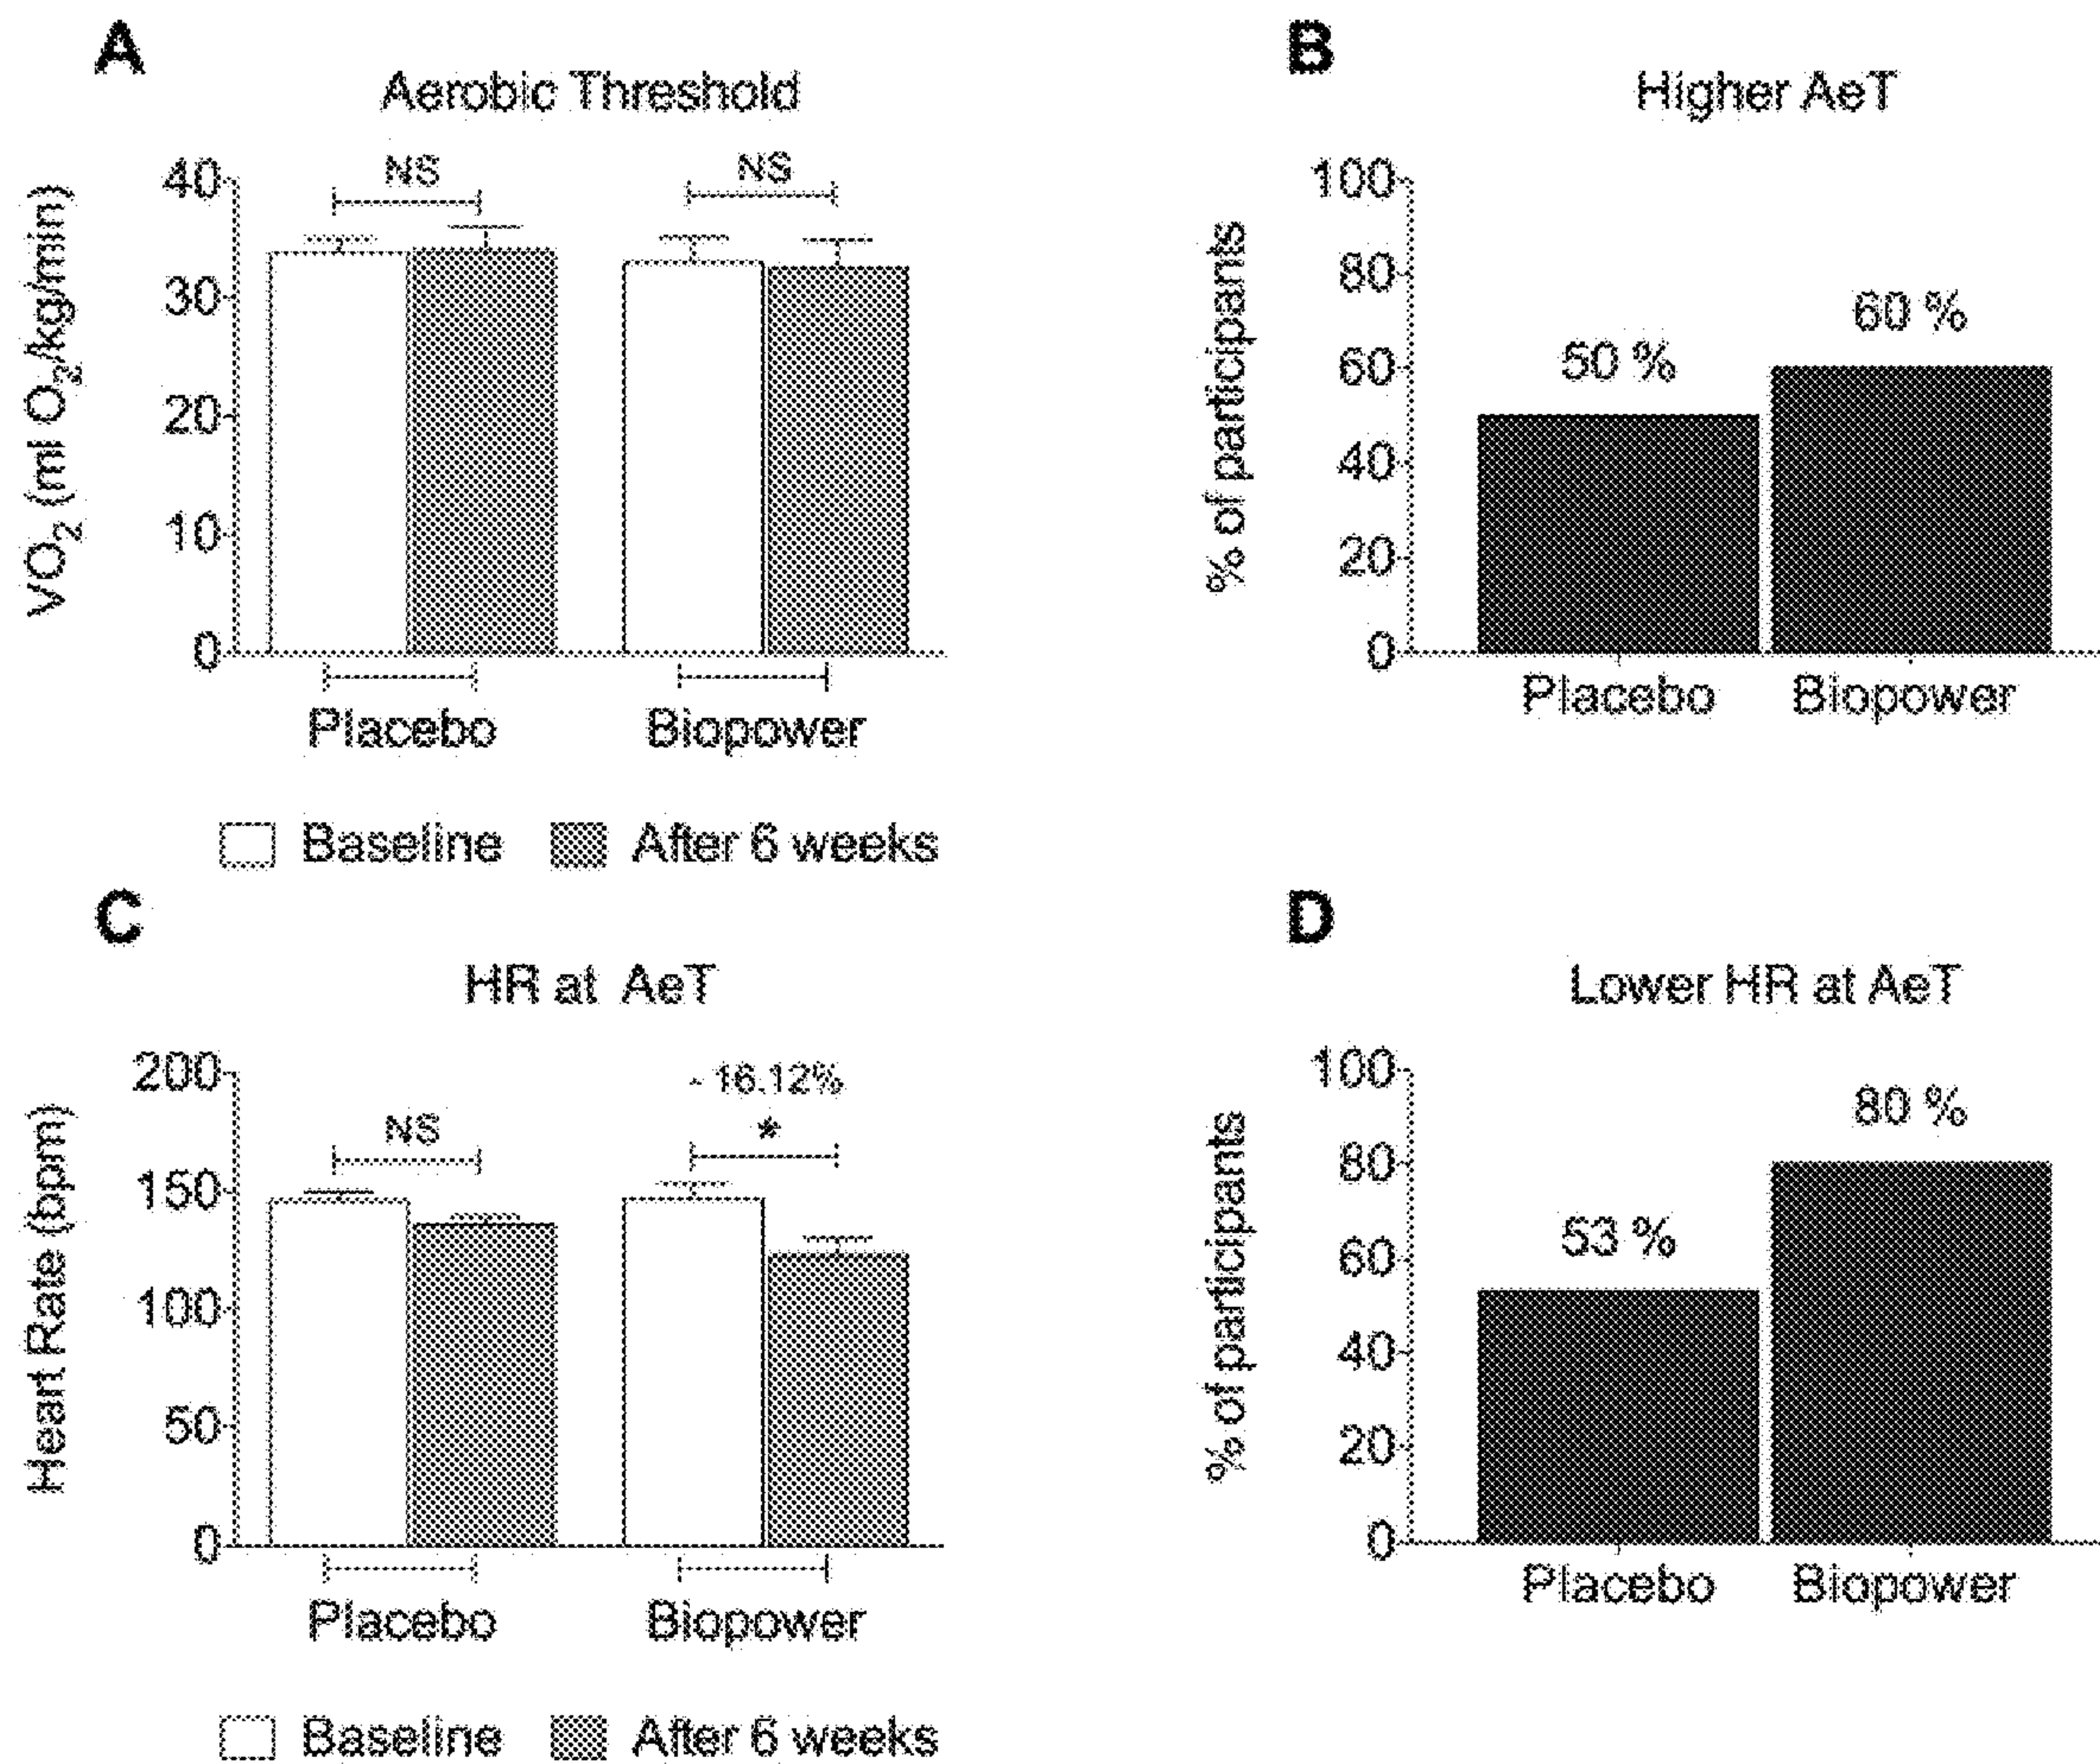 A
Aerobic Threshold
VO2 (ml O2/kg/min)
40
30
20
10
0
NS
NS
Placebo
Biopower
Baseline
After 6 weeks
B
Higher AeT
% of participants
100
80
60
40
20
0
50 %
60 %
Placebo
Biopower
C
HR at AeT
Heart Rate (bpm)
200
150
100
50
0
NS
- 16.12%
*
Placebo
Biopower
Baseline
After 6 weeks
D
Lower HR at AeT
% of participants
100
80
60
40
20
0
53 %
80 %
Placebo
Biopower